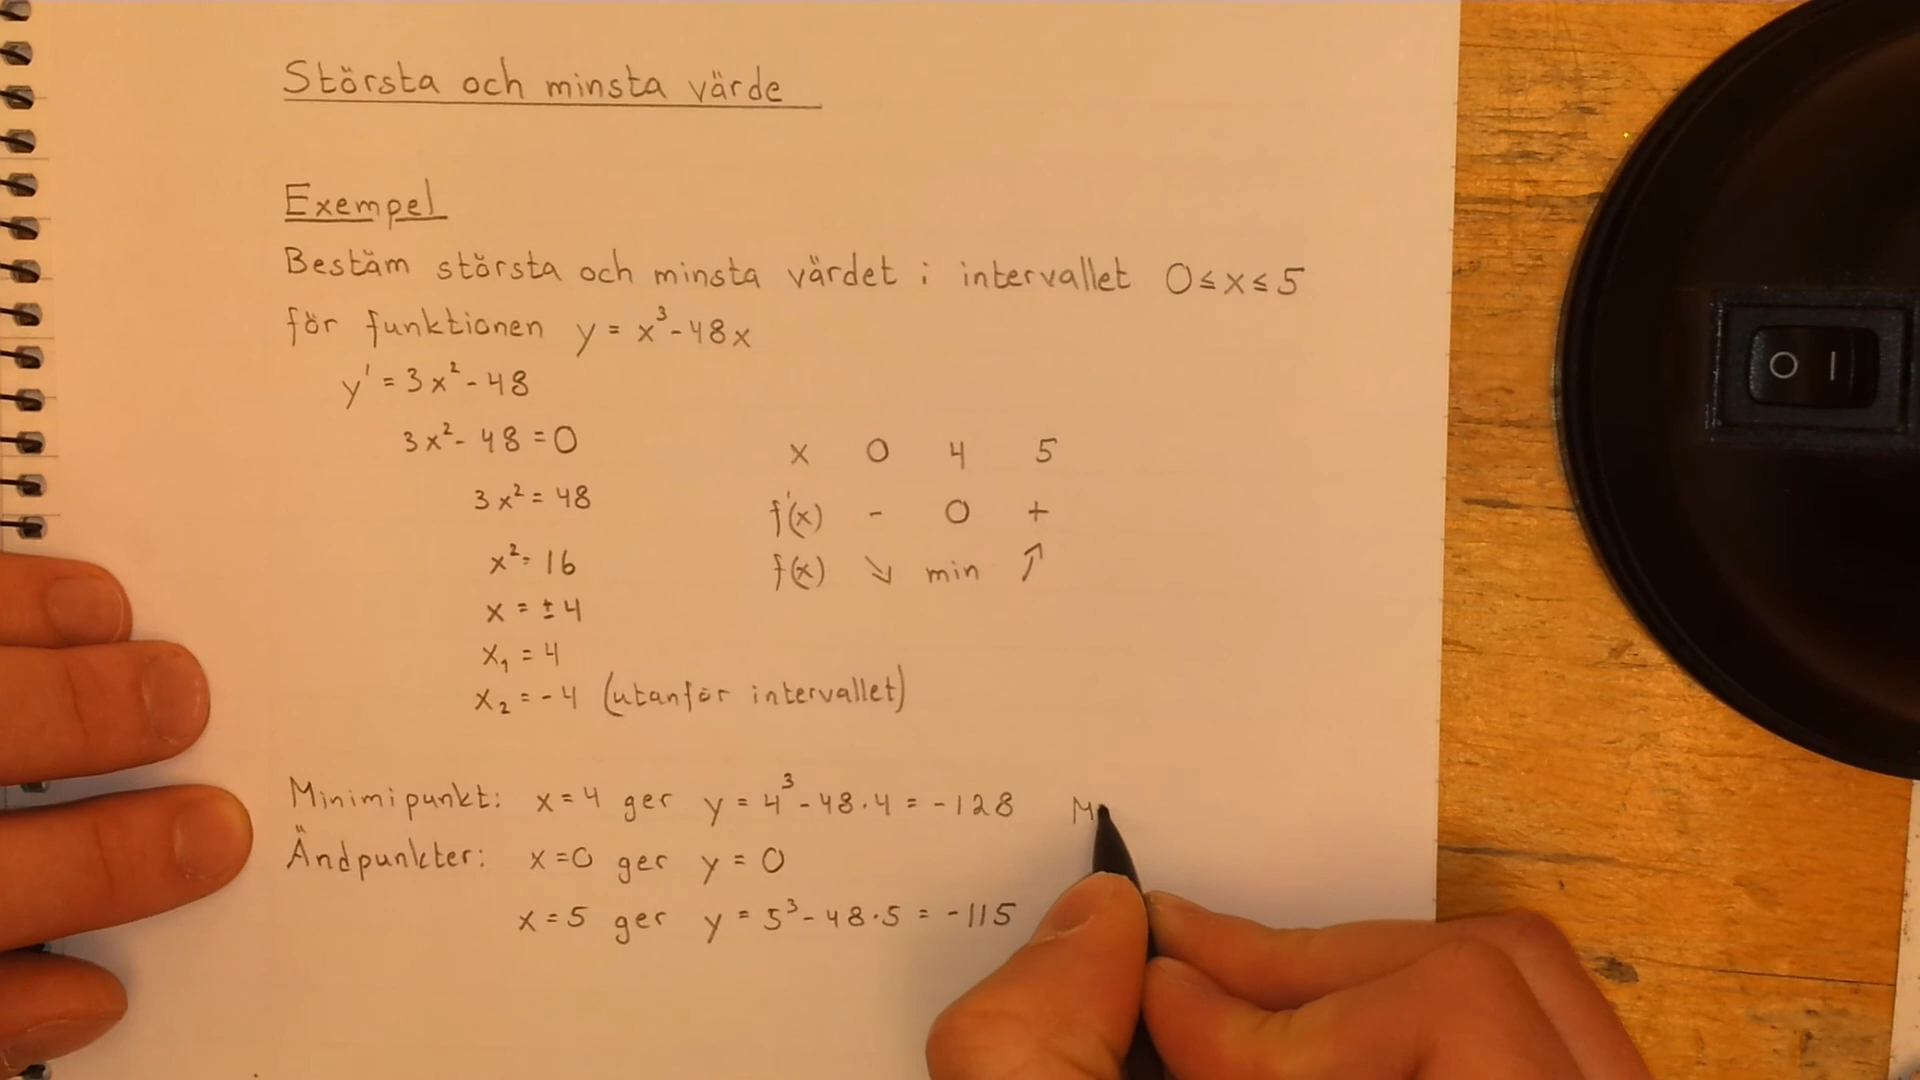 Största och minsta värde
Exempel
Bestäm största och minsta värdet i intervallet 0≤x≤5
för funktionen y = x³-48x
y' = 3x²-48
3x²-48=0
3x²=48
x²=16
x = ±4
x₁ = 4
x₂ = -4 (utanför intervallet)
x 0 4 5
f'(x) - 0 +
f(x) ↘ min ↗
Minimipunkt: x=4 ger y = 4³-48·4 = -128 M
Ändpunkter: x=0 ger y = 0
x=5 ger y = 5³-48·5 = -115
O I